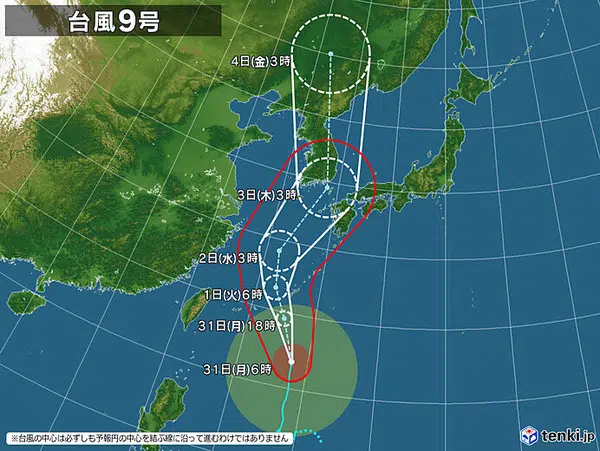 台風9号
4日(金)3時
3日(木)3時
2日(水)3時
1日(火)6時
31日(月)18時
31日(月)6時
※台風の中心は必ずしも予報円の中心を結ぶ線に沿って進むわけではありません
tenki.jp